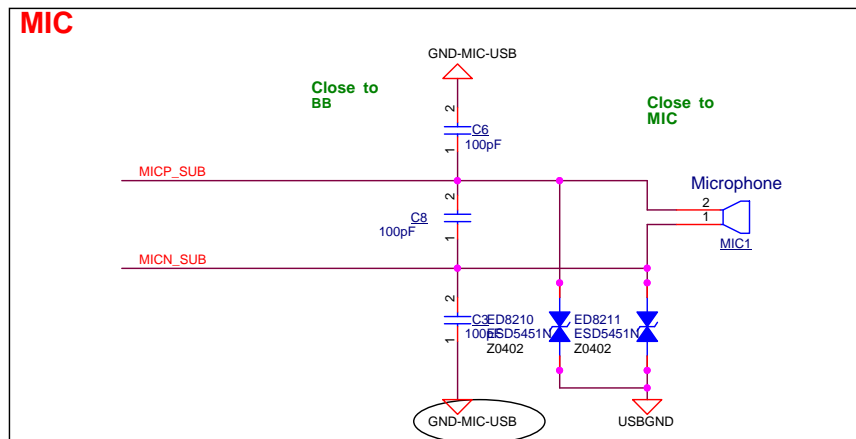 MIC
GND-MIC-USB
Close to
BB
Close to
MIC
2
C6
1
100pF
MICP_SUB
Microphone
2
C8
100pF
1
2
1
MIC1
MICN_SUB
2
C3
100pF
1
ED8210
ESD5451N
Z0402
ED8211
ESD5451N
Z0402
GND-MIC-USB
USBGND